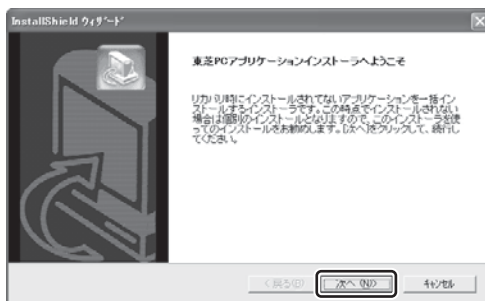 InstallShield ウィザード
東芝PCアプリケーションインストーラへようこそ
リカバリ時にインストールされてないアプリケーションを一括イン
ストールするインストーラです。この時点でインストールされない
場合は個別のインストールとなりますので、このインストーラを使
ってのインストールをお勧めします。[次へ]をクリックして、続行し
てください。
< 戻る(B)
次へ (N)>
キャンセル